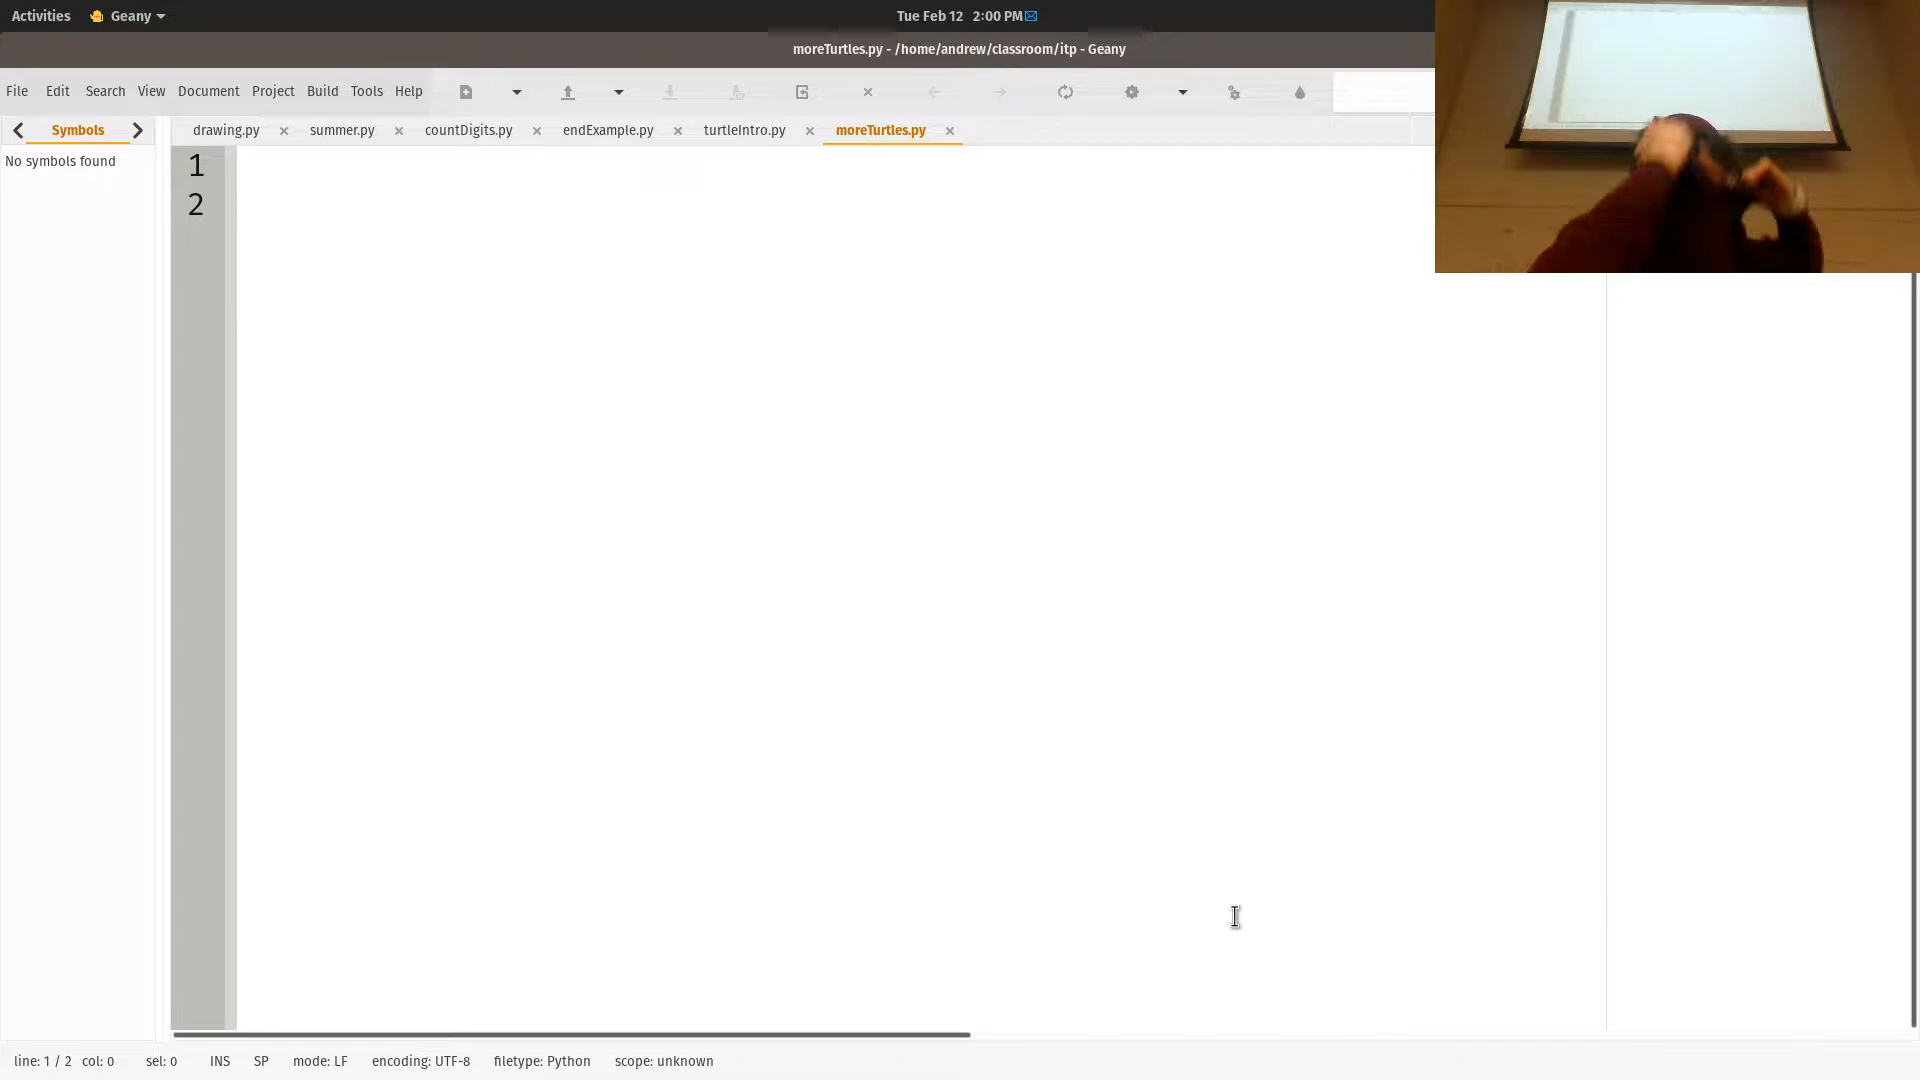 Activities Geany Tue Feb 12 2:00 PM
moreTurtles.py - /home/andrew/classroom/itp - Geany
File Edit Search View Document Project Build Tools Help
Symbols drawing.py summer.py countDigits.py endExample.py turtleIntro.py moreTurtles.py
No symbols found
1
2
line: 1 / 2 col: 0 sel: 0 INS SP mode: LF encoding: UTF-8 filetype: Python scope: unknown